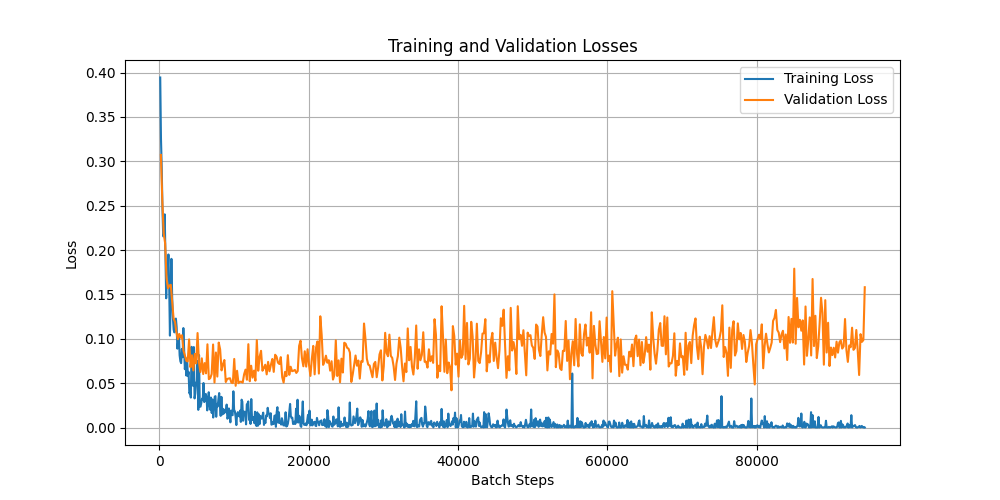 Training and Validation Losses
Training Loss
Validation Loss
0.40
0.35
0.30
0.25
0.20
0.15
0.10
0.05
0.00
Loss
0 20000 40000 60000 80000
Batch Steps